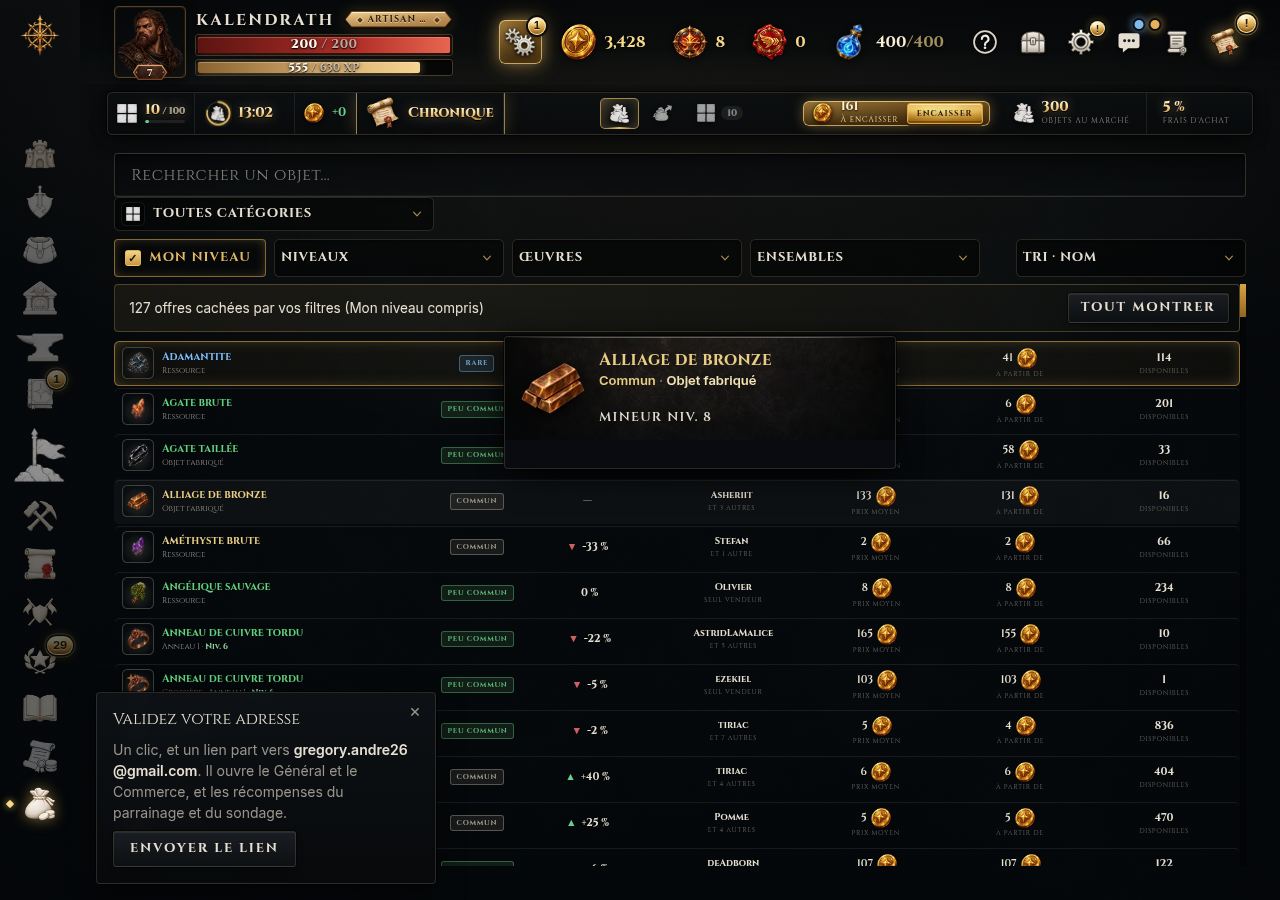 KALENDRATH
ARTISAN ...
200 / 200
555 / 630 XP
7
1
3,428
8
0
400/400
!
!
10 / 100
13:02
+0
CHRONIQUE
10
161
À ENCAISSER
ENCAISSER
300
OBJETS AU MARCHÉ
5 %
FRAIS D'ACHAT
RECHERCHER UN OBJET...
TOUTES CATÉGORIES
MON NIVEAU
NIVEAUX
ŒUVRES
ENSEMBLES
TRI · NOM
127 offres cachées par vos filtres (Mon niveau compris)
TOUT MONTRER
ADAMANTITE
RESSOURCE
RARE
41
À PARTIR DE
114
DISPONIBLES
ALLIAGE DE BRONZE
Commun · Objet fabriqué
MINEUR NIV. 8
AGATE BRUTE
RESSOURCE
PEU COMMUN
6
À PARTIR DE
201
DISPONIBLES
AGATE TAILLÉE
OBJET FABRIQUÉ
PEU COMMUN
58
À PARTIR DE
33
DISPONIBLES
ALLIAGE DE BRONZE
OBJET FABRIQUÉ
COMMUN
—
ASHERIIT
ET 3 AUTRES
133
PRIX MOYEN
131
À PARTIR DE
16
DISPONIBLES
AMÉTHYSTE BRUTE
RESSOURCE
COMMUN
▼ -33 %
STEFAN
ET 1 AUTRE
2
PRIX MOYEN
2
À PARTIR DE
66
DISPONIBLES
ANGÉLIQUE SAUVAGE
RESSOURCE
PEU COMMUN
0 %
OLIVIER
SEUL VENDEUR
8
PRIX MOYEN
8
À PARTIR DE
234
DISPONIBLES
ANNEAU DE CUIVRE TORDU
ANNEAU I · NIV. 6
PEU COMMUN
▼ -22 %
ASTRIDLAMALICE
ET 5 AUTRES
165
PRIX MOYEN
155
À PARTIR DE
10
DISPONIBLES
ANNEAU DE CUIVRE TORDU
PEU COMMUN
▼ -5 %
EZEKIEL
SEUL VENDEUR
103
PRIX MOYEN
103
À PARTIR DE
1
DISPONIBLES
PEU COMMUN
▼ -2 %
TIRIAC
ET 7 AUTRES
5
PRIX MOYEN
4
À PARTIR DE
836
DISPONIBLES
COMMUN
▲ +40 %
TIRIAC
ET 4 AUTRES
6
PRIX MOYEN
6
À PARTIR DE
404
DISPONIBLES
COMMUN
▲ +25 %
POMME
ET 4 AUTRES
5
PRIX MOYEN
5
À PARTIR DE
470
DISPONIBLES
DEADBORN
107
107
122
1
29
VALIDEZ VOTRE ADRESSE
×
Un clic, et un lien part vers gregory.andre26
@gmail.com. Il ouvre le Général et le
Commerce, et les récompenses du
parrainage et du sondage.
ENVOYER LE LIEN